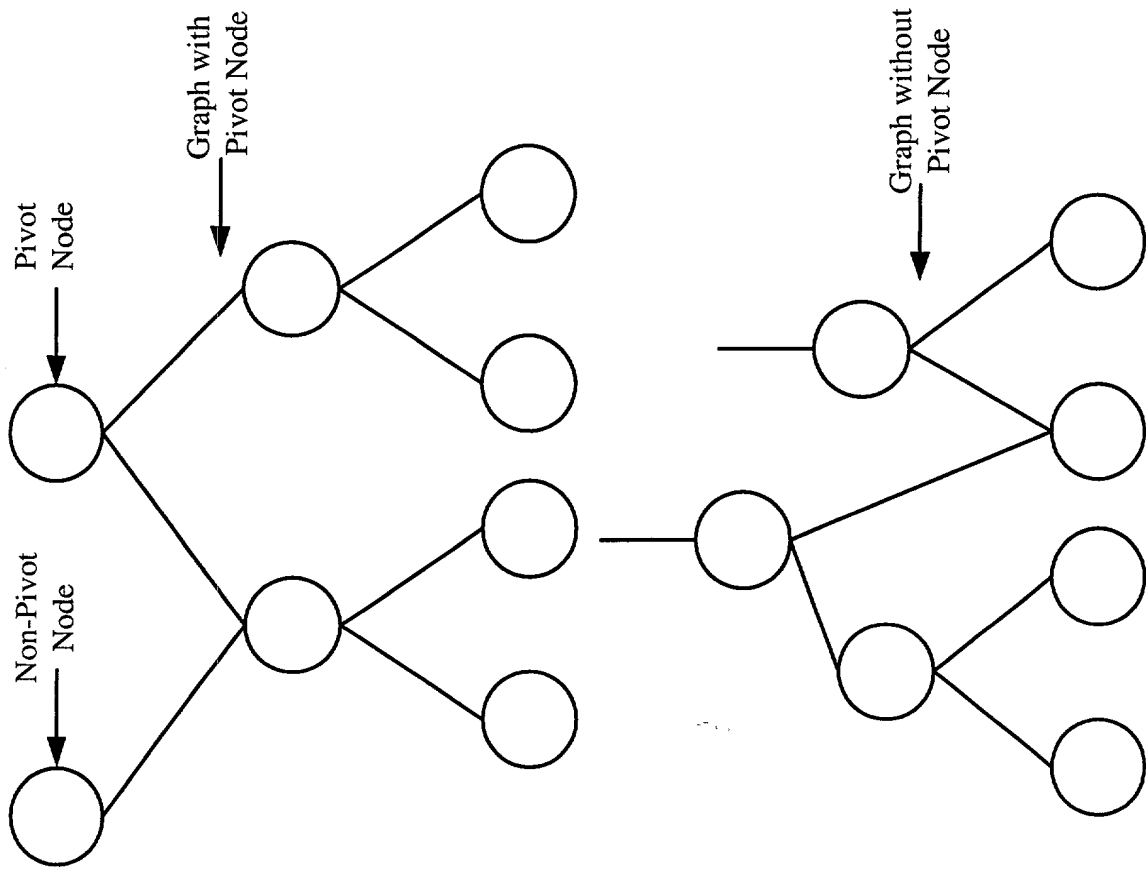 Non-Pivot
Node
Pivot
Node
Graph with
Pivot Node
Graph without
Pivot Node